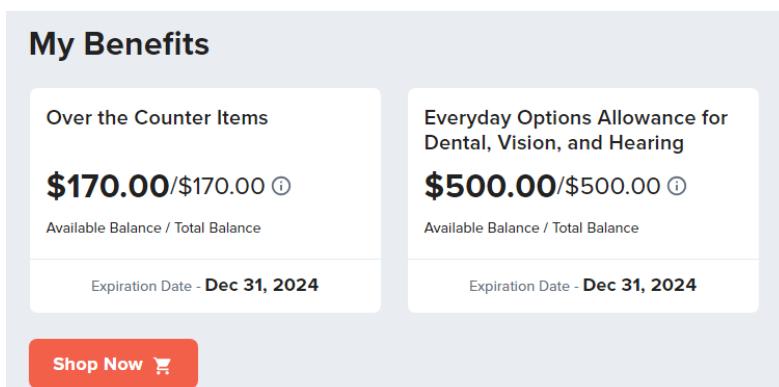 My Benefits
Over the Counter Items
$170.00/$170.00
Available Balance / Total Balance
Expiration Date - Dec 31, 2024
Everyday Options Allowance for
Dental, Vision, and Hearing
$500.00/$500.00
Available Balance / Total Balance
Expiration Date - Dec 31, 2024
Shop Now